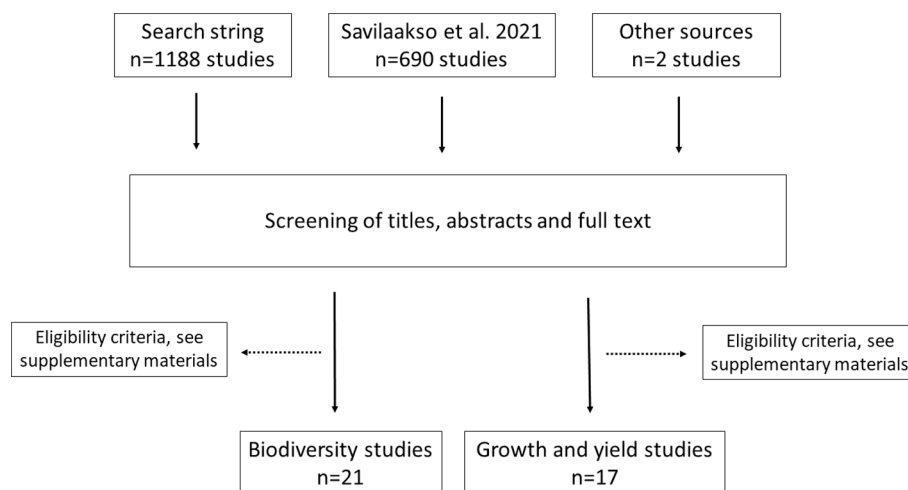 Search string
n=1188 studies
Savilaakso et al. 2021
n=690 studies
Other sources
n=2 studies
Screening of titles, abstracts and full text
Eligibility criteria, see
supplementary materials
Eligibility criteria, see
supplementary materials
Biodiversity studies
n=21
Growth and yield studies
n=17